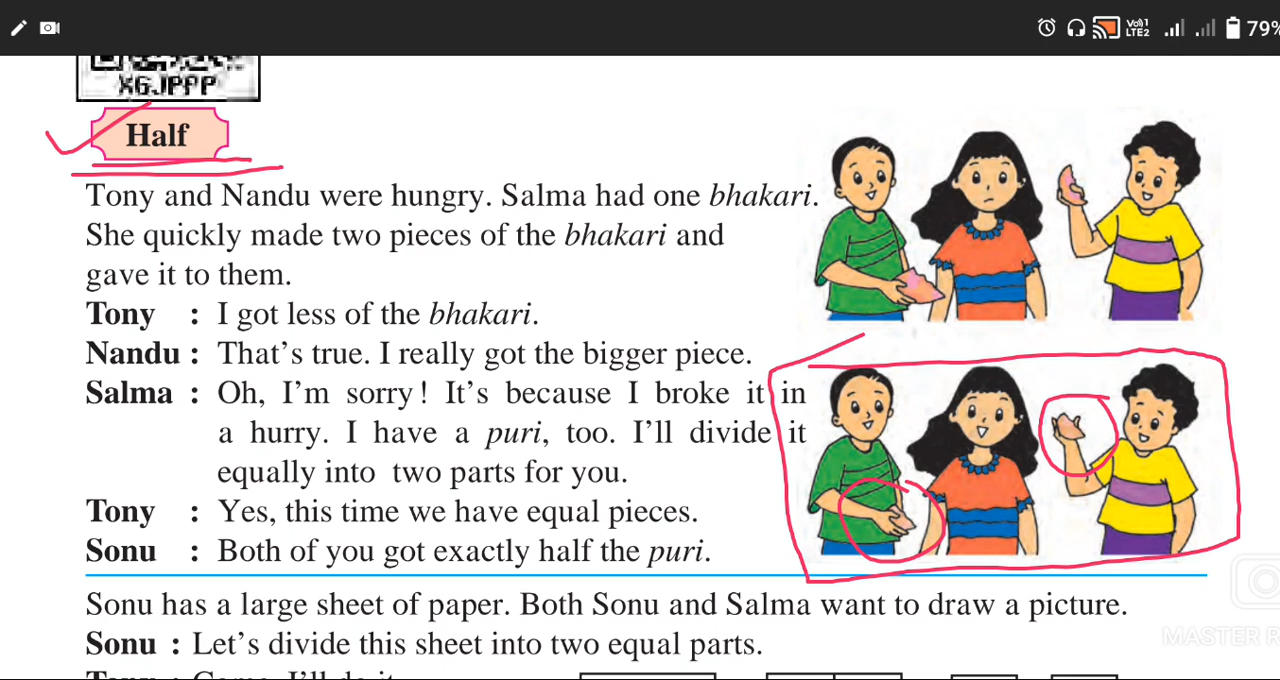 Vo)) 1
LTE2
79%
XGJPPP
Half
Tony and Nandu were hungry. Salma had one bhakari.
She quickly made two pieces of the bhakari and
gave it to them.
Tony : I got less of the bhakari.
Nandu : That's true. I really got the bigger piece.
Salma : Oh, I'm sorry! It's because I broke it in
a hurry. I have a puri, too. I'll divide it
equally into two parts for you.
Tony : Yes, this time we have equal pieces.
Sonu : Both of you got exactly half the puri.
Sonu has a large sheet of paper. Both Sonu and Salma want to draw a picture.
Sonu : Let's divide this sheet into two equal parts.
MASTER R